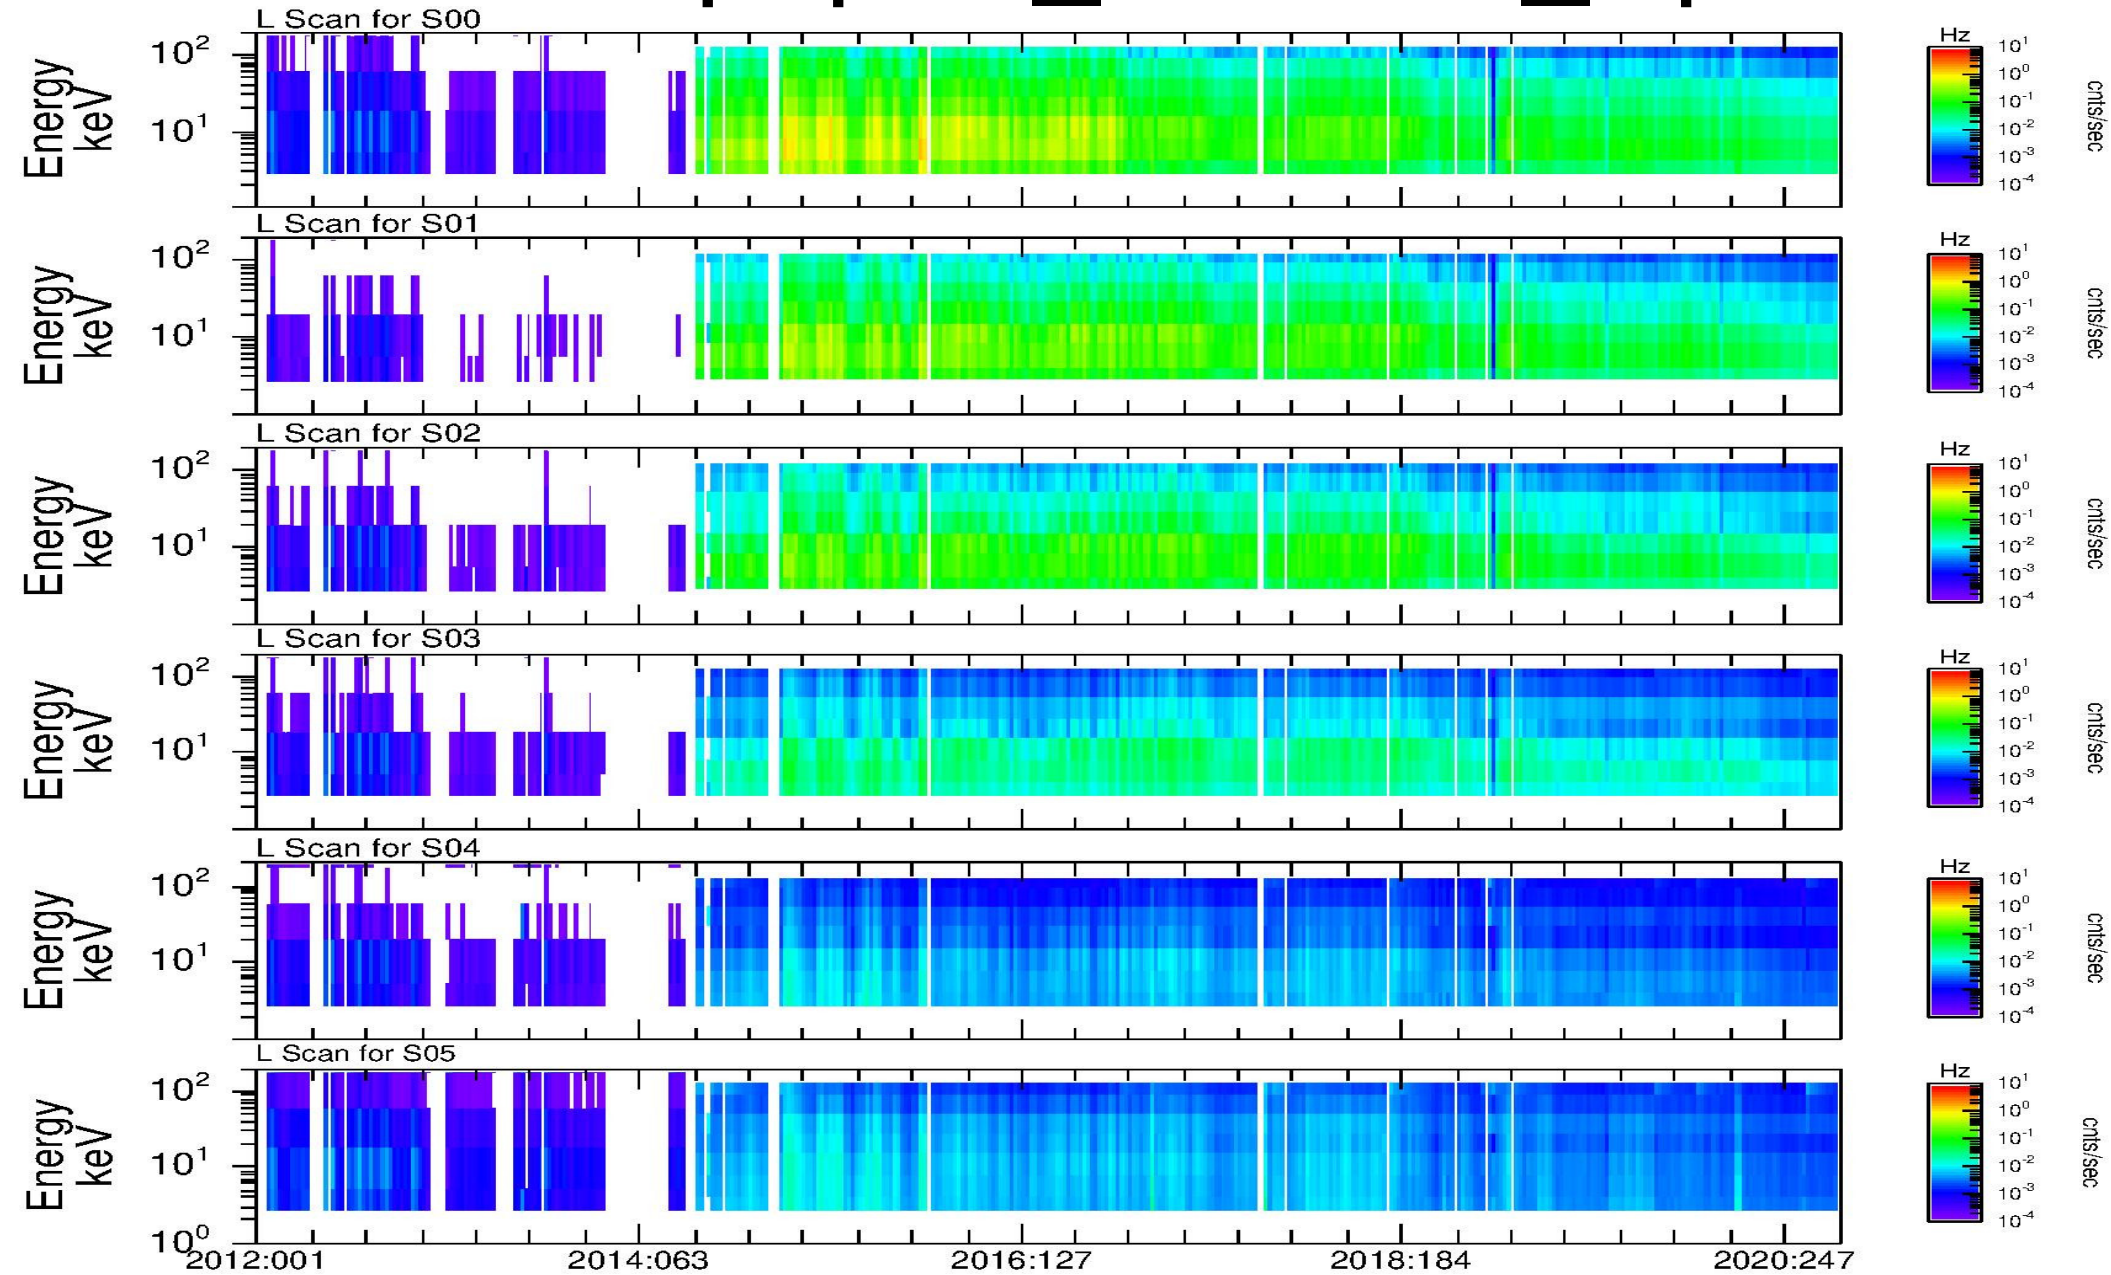 L Scan for S00
Energy keV
10² 10¹
Hz
10¹ 10⁰ 10⁻¹ 10⁻² 10⁻³ 10⁻⁴
cnts/sec
L Scan for S01
Energy keV
10² 10¹
Hz
10¹ 10⁰ 10⁻¹ 10⁻² 10⁻³ 10⁻⁴
cnts/sec
L Scan for S02
Energy keV
10² 10¹
Hz
10¹ 10⁰ 10⁻¹ 10⁻² 10⁻³ 10⁻⁴
cnts/sec
L Scan for S03
Energy keV
10² 10¹
Hz
10¹ 10⁰ 10⁻¹ 10⁻² 10⁻³ 10⁻⁴
cnts/sec
L Scan for S04
Energy keV
10² 10¹
Hz
10¹ 10⁰ 10⁻¹ 10⁻² 10⁻³ 10⁻⁴
cnts/sec
L Scan for S05
Energy keV
10² 10¹ 10⁰
Hz
10¹ 10⁰ 10⁻¹ 10⁻² 10⁻³ 10⁻⁴
cnts/sec
2012:001 2014:063 2016:127 2018:184 2020:247